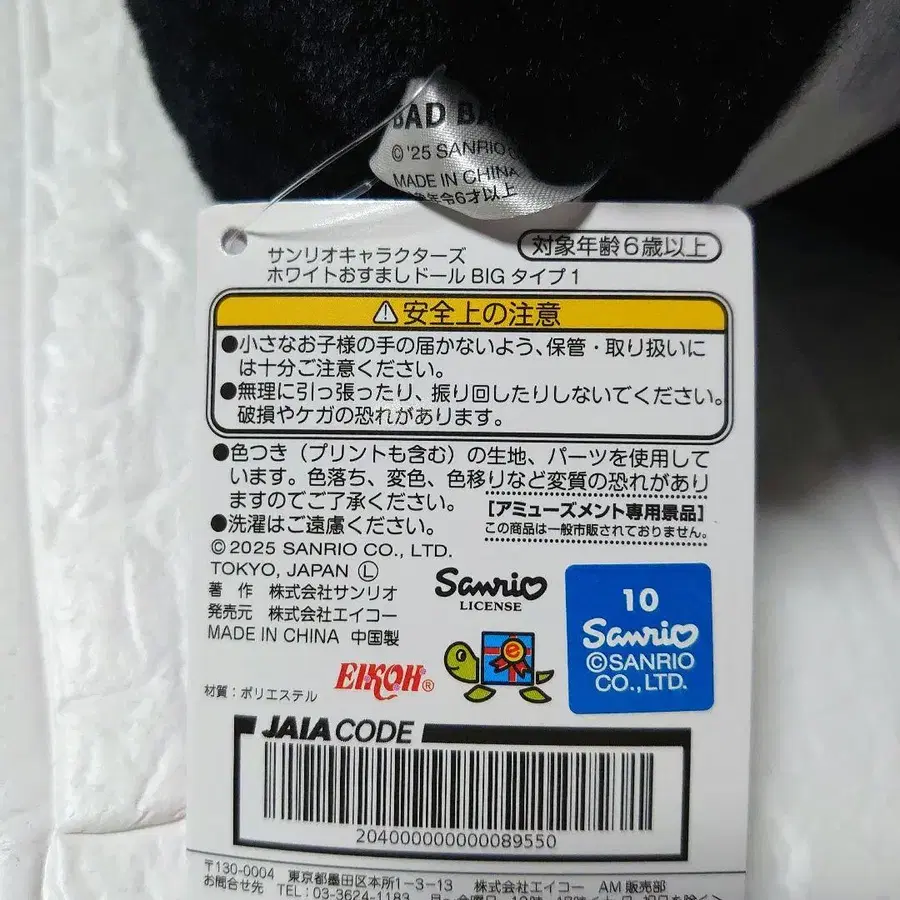 BAD BA
©'25 SANRIO
MADE IN CHINA
年令6才以上
サンリオキャラクターズ
対象年齢6歳以上
ホワイトおすましドール BIG タイプ1
⚠安全上の注意
●小さなお子様の手の届かないよう、保管・取り扱いに
は十分ご注意ください。
●無理に引っ張ったり、振り回したりしないでください。
破損やケガの恐れがあります。
●色つき（プリントも含む）の生地、パーツを使用して
います。色落ち、変色、色移りなど変質の恐れがあり
ますのでご了承ください。
[アミューズメント専用景品]
この商品は一般市販されておりません。
●洗濯はご遠慮ください。
© 2025 SANRIO CO., LTD.
TOKYO, JAPAN Ⓛ
著 作 株式会社サンリオ
発売元 株式会社エイコー
MADE IN CHINA 中国製
Sanrio
LICENSE
10
Sanrio
©SANRIO
CO., LTD.
EIKOH®
e
材質：ポリエステル
JAIA CODE
2040000000000089550
〒130-0004 東京都墨田区本所1-3-13 株式会社エイコー AM販売部
お問合せ先 TEL：03-3624-1183